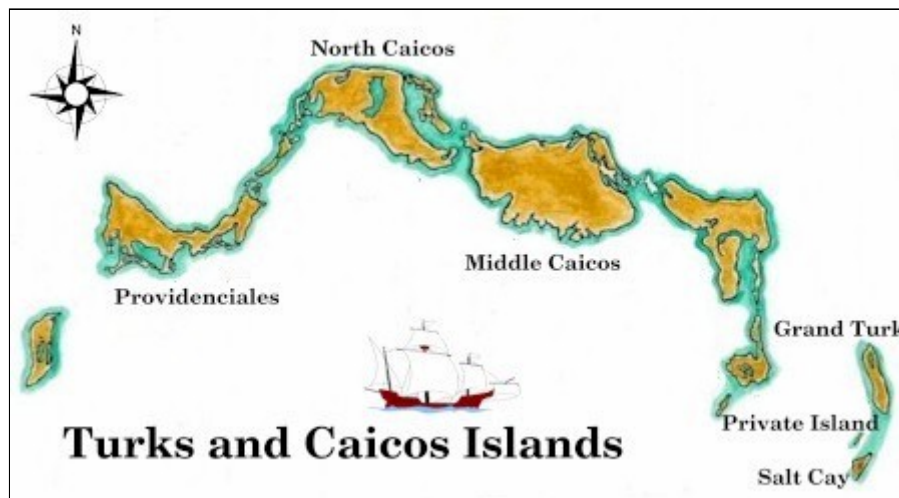 N
North Caicos
Middle Caicos
Providenciales
Grand Turk
Private Island
Turks and Caicos Islands
Salt Cay